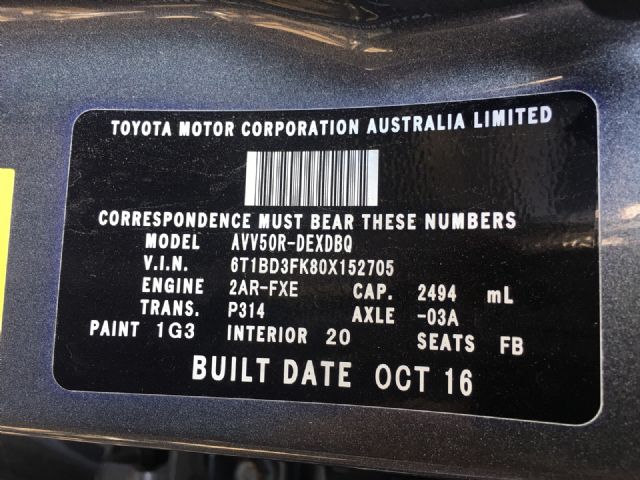 TOYOTA MOTOR CORPORATION AUSTRALIA LIMITED
CORRESPONDENCE MUST BEAR THESE NUMBERS
MODEL AVV50R-DEXDBQ
V.I.N. 6T1BD3FK80X152705
ENGINE 2AR-FXE CAP. 2494 mL
TRANS. P314 AXLE -03A
PAINT 1G3 INTERIOR 20 SEATS FB
BUILT DATE OCT 16